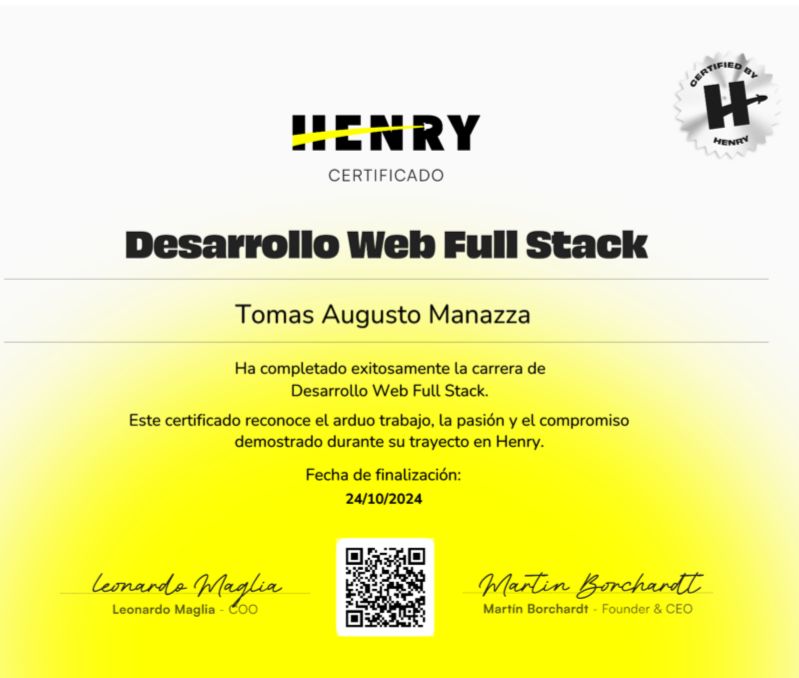 CERTIFIED BY
H
HENRY
HENRY
CERTIFICADO
Desarrollo Web Full Stack
Tomas Augusto Manazza
Ha completado exitosamente la carrera de
Desarrollo Web Full Stack.
Este certificado reconoce el arduo trabajo, la pasión y el compromiso
demostrado durante su trayecto en Henry.
Fecha de finalización:
24/10/2024
Leonardo Maglia
Leonardo Maglia - COO
Martin Borchardt
Martín Borchardt - Founder & CEO